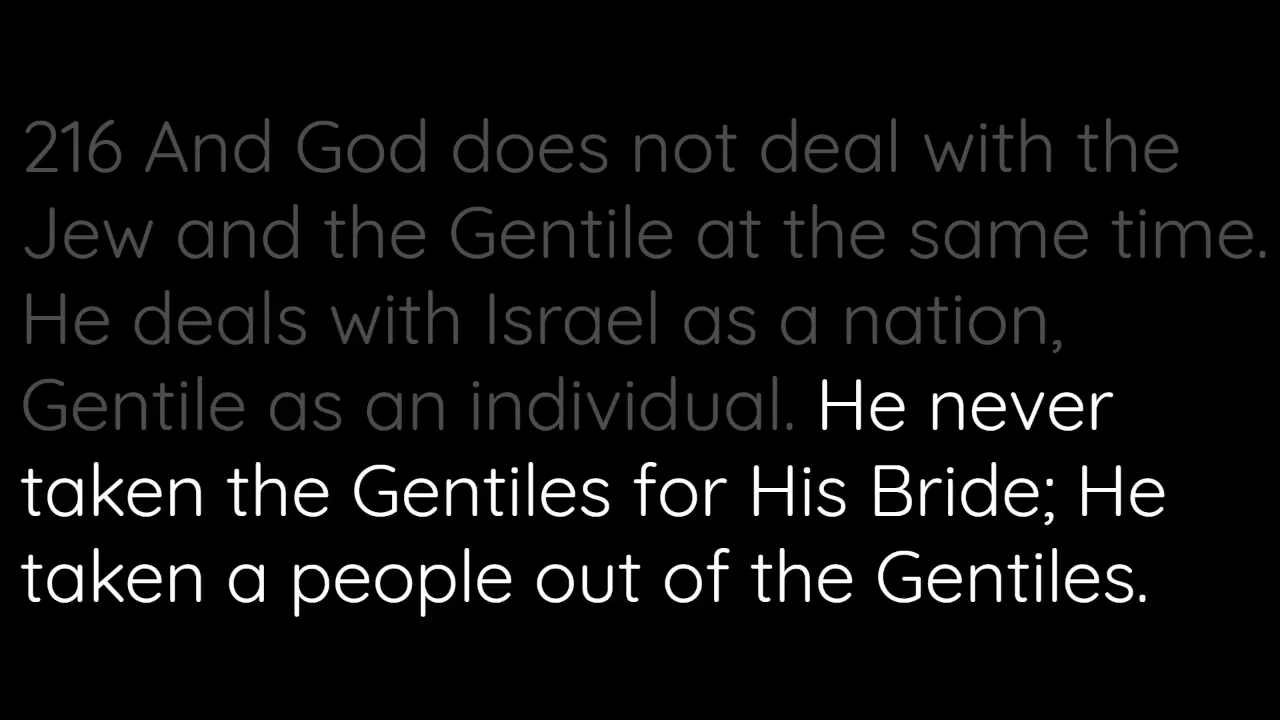 216 And God does not deal with the
Jew and the Gentile at the same time.
He deals with Israel as a nation,
Gentile as an individual. He never
taken the Gentiles for His Bride; He
taken a people out of the Gentiles.